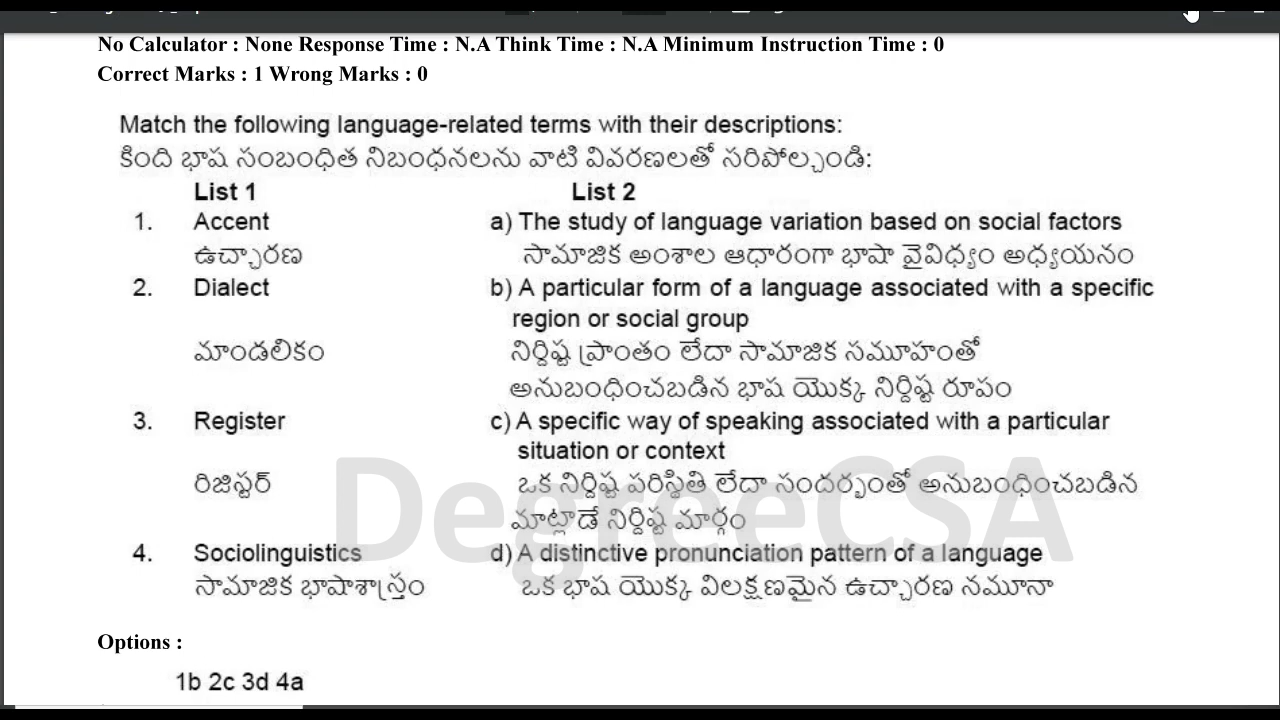 No Calculator : None Response Time : N.A Think Time : N.A Minimum Instruction Time : 0
Correct Marks : 1 Wrong Marks : 0
Match the following language-related terms with their descriptions:
కింది భాష సంబంధిత నిబంధనలను వాటి వివరణలతో సరిపోల్చండి:
List 1 List 2
1. Accent a) The study of language variation based on social factors
ఉచ్చారణ సామాజిక అంశాల ఆధారంగా భాషా వైవిధ్యం అధ్యయనం
2. Dialect b) A particular form of a language associated with a specific
region or social group
మాండలికం నిర్దిష్ట ప్రాంతం లేదా సామాజిక సమూహంతో
అనుబంధించబడిన భాష యొక్క నిర్దిష్ట రూపం
3. Register c) A specific way of speaking associated with a particular
situation or context
రిజిస్టర్ ఒక నిర్దిష్ట పరిస్థితి లేదా సందర్భంతో అనుబంధించబడిన
మాట్లాడే నిర్దిష్ట మార్గం
DegreeCSA
4. Sociolinguistics d) A distinctive pronunciation pattern of a language
సామాజిక భాషాశాస్త్రం ఒక భాష యొక్క విలక్షణమైన ఉచ్చారణ నమూనా
Options :
1b 2c 3d 4a